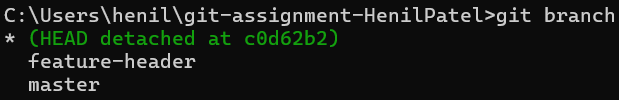 C:\Users\henil\git-assignment-HenilPatel>git branch
* (HEAD detached at c0d62b2)
  feature-header
  master